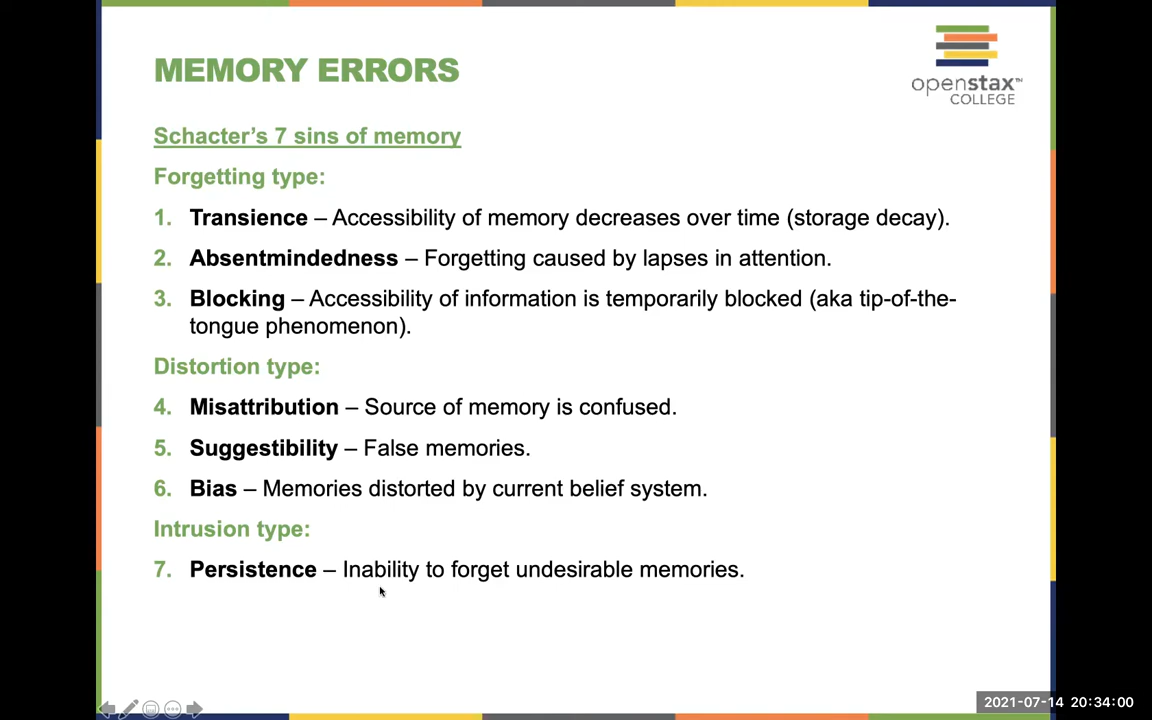 MEMORY ERRORS
openstax™
COLLEGE
Schacter’s 7 sins of memory
Forgetting type:
1. Transience – Accessibility of memory decreases over time (storage decay).
2. Absentmindedness – Forgetting caused by lapses in attention.
3. Blocking – Accessibility of information is temporarily blocked (aka tip-of-the-
tongue phenomenon).
Distortion type:
4. Misattribution – Source of memory is confused.
5. Suggestibility – False memories.
6. Bias – Memories distorted by current belief system.
Intrusion type:
7. Persistence – Inability to forget undesirable memories.
2021-07-14 20:34:00